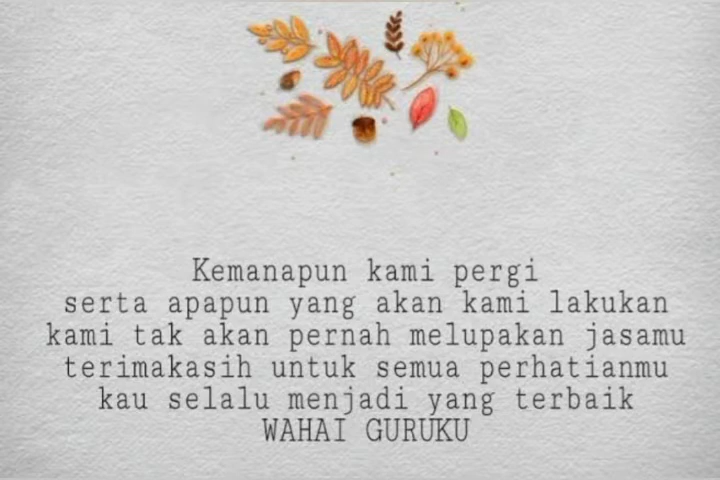 Kemanapun kami pergi
serta apapun yang akan kami lakukan
kami tak akan pernah melupakan jasamu
terimakasih untuk semua perhatianmu
kau selalu menjadi yang terbaik
WAHAI GURUKU